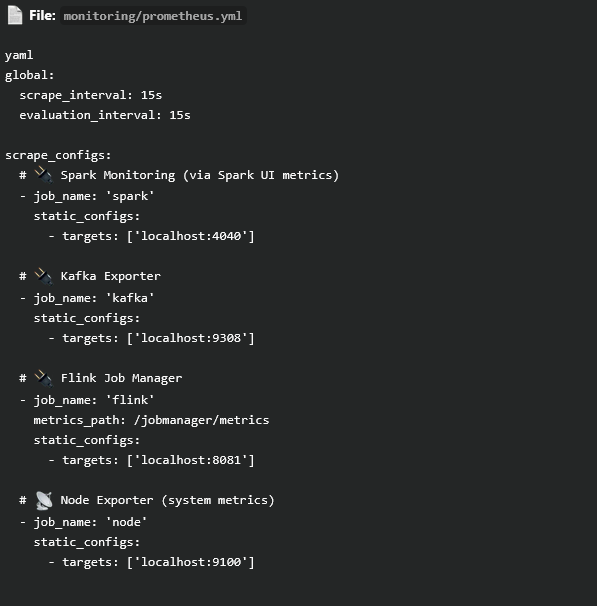 📄 File: monitoring/prometheus.yml
yaml
global:
  scrape_interval: 15s
  evaluation_interval: 15s

scrape_configs:
  # 🔌 Spark Monitoring (via Spark UI metrics)
  - job_name: 'spark'
    static_configs:
      - targets: ['localhost:4040']

  # 🔌 Kafka Exporter
  - job_name: 'kafka'
    static_configs:
      - targets: ['localhost:9308']

  # 🔌 Flink Job Manager
  - job_name: 'flink'
    metrics_path: /jobmanager/metrics
    static_configs:
      - targets: ['localhost:8081']

  # 📡 Node Exporter (system metrics)
  - job_name: 'node'
    static_configs:
      - targets: ['localhost:9100']